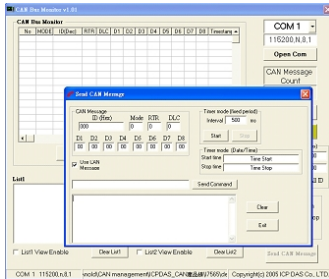 CAN Bus Monitor v1.01
CAN Bus Monitor
No MODE ID(Dec) RTR DLC D1 D2 D3 D4 D5 D6 D7 D8 Timestamp
COM 1
115200,N,8,1
Open Com
CAN Message Count
Send CAN Message
CAN Message
ID (Hex) Mode RTR DLC
000 0 0 0
D1 D2 D3 D4 D5 D6 D7 D8
00 00 00 00 00 00 00 00
Use CAN Message
Timer mode (fixed period)
Interval 500 ms
Start Stop
Timer mode (Date/Time)
Start time Time Start
Stop time Time Stop
Send Command
Clear
Exit
List1
List1 View Enable Clear List1 List2 View Enable Clear List2 Send CAN Message
COM 1 115200,n,8,1 Copyright(c) 2005 ICPDAS Co., LTD.